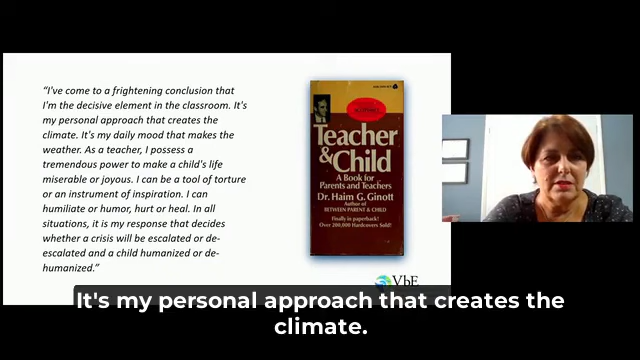 “I've come to a frightening conclusion that
I'm the decisive element in the classroom. It's
my personal approach that creates the
climate. It's my daily mood that makes the
weather. As a teacher, I possess a
tremendous power to make a child's life
miserable or joyous. I can be a tool of torture
or an instrument of inspiration. I can
humiliate or humor, hurt or heal. In all
situations, it is my response that decides
whether a crisis will be escalated or de-
escalated and a child humanized or de-
humanized.”
Teacher
& Child
A Book for
Parents and Teachers
Dr. Haim G. Ginott
Author of
BETWEEN PARENT & CHILD
Finally in paperback!
Over 200,000 Hardcovers Sold!
VbE
It's my personal approach that creates the
climate.